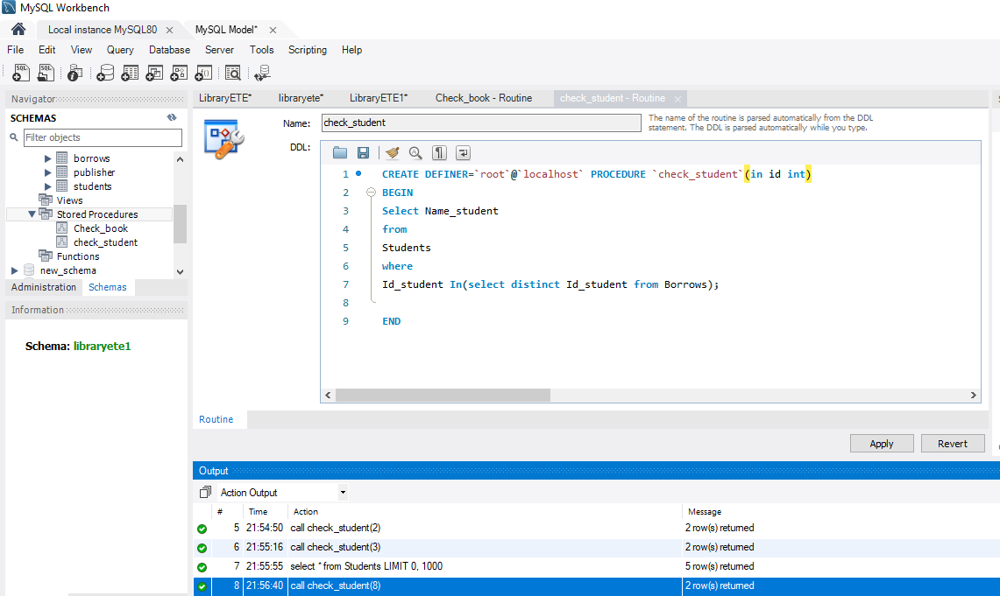 MySQL Workbench
Local instance MySQL80
MySQL Model*
File Edit View Query Database Server Tools Scripting Help
Navigator
SCHEMAS
Filter objects
borrows
publisher
students
Views
Stored Procedures
Check_book
check_student
Functions
new_schema
Administration Schemas
Information
Schema: libraryete1
LibraryETE* libraryete* LibraryETE1* Check_book - Routine check_student - Routine
Name: check_student
The name of the routine is parsed automatically from the DDL
statement. The DDL is parsed automatically while you type.
DDL:
1 CREATE DEFINER=`root`@`localhost` PROCEDURE `check_student`(in id int)
2 BEGIN
3 Select Name_student
4 from
5 Students
6 where
7 Id_student In(select distinct Id_student from Borrows);
8
9 END
Routine
Apply Revert
Output
Action Output
# Time Action Message
5 21:54:50 call check_student(2) 2 row(s) returned
6 21:55:16 call check_student(3) 2 row(s) returned
7 21:55:55 select * from Students LIMIT 0, 1000 5 row(s) returned
8 21:56:40 call check_student(8) 2 row(s) returned